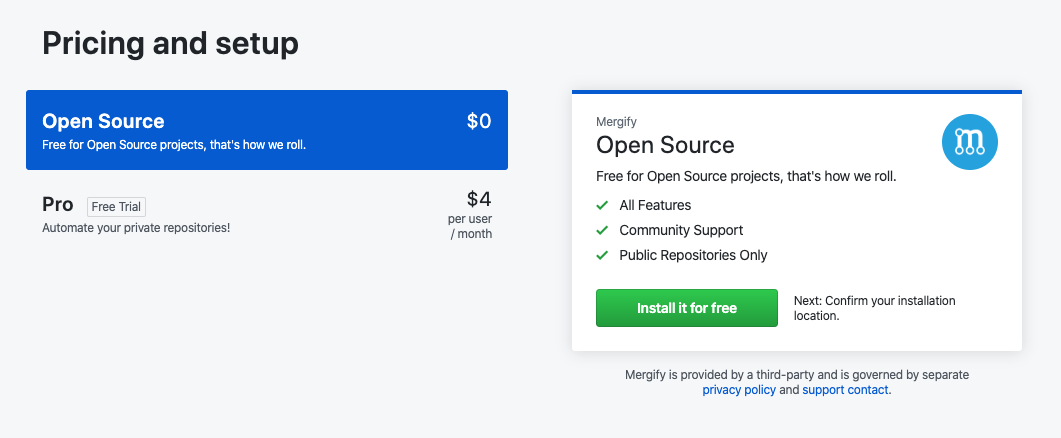 Pricing and setup
Open Source $0
Free for Open Source projects, that's how we roll.
Pro Free Trial $4
Automate your private repositories! per user
/ month
Mergify
Open Source
m
Free for Open Source projects, that's how we roll.
All Features
Community Support
Public Repositories Only
Install it for free
Next: Confirm your installation
location.
Mergify is provided by a third-party and is governed by separate
privacy policy and support contact.